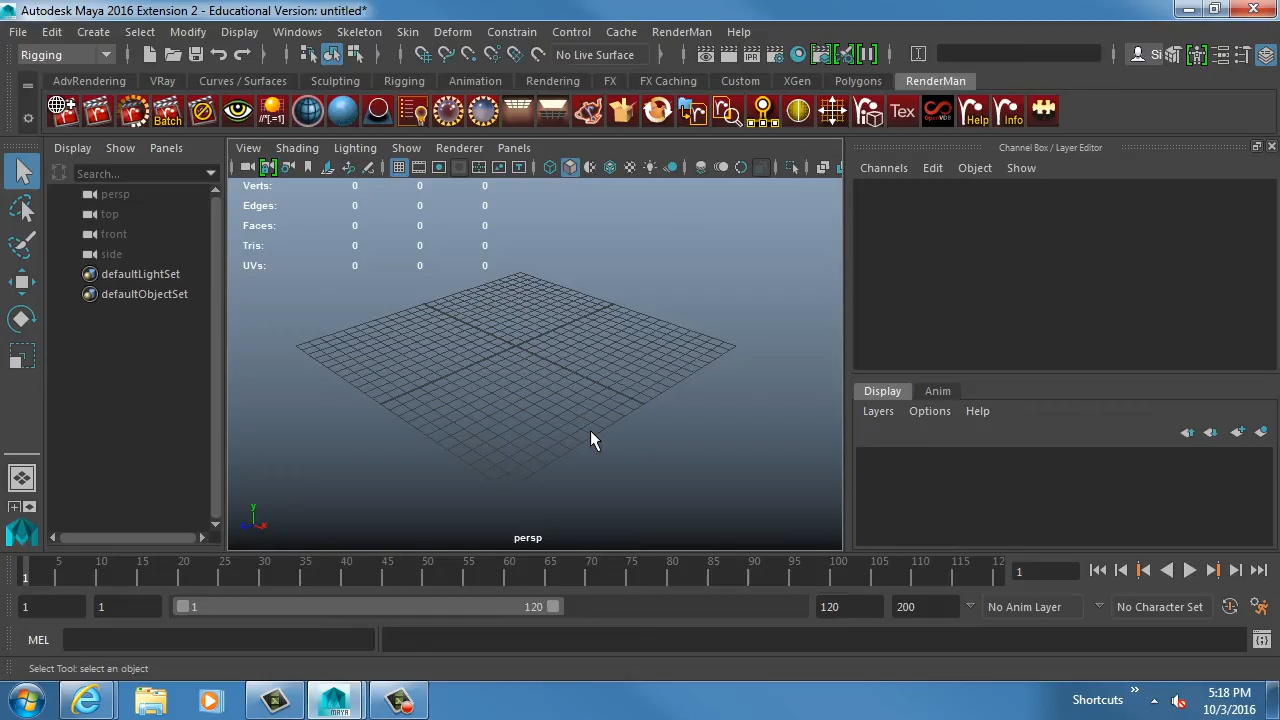 Autodesk Maya 2016 Extension 2 - Educational Version: untitled*
File Edit Create Select Modify Display Windows Skeleton Skin Deform Constrain Control Cache RenderMan Help
Rigging No Live Surface Si
AdvRendering VRay Curves / Surfaces Sculpting Rigging Animation Rendering FX FX Caching Custom XGen Polygons RenderMan
Batch //*[.=1] Tex OpenVDB Help Info
Display Show Panels
View Shading Lighting Show Renderer Panels
Channel Box / Layer Editor
Channels Edit Object Show
Search...
persp
top
front
side
defaultLightSet
defaultObjectSet
Verts: 0 0 0
Edges: 0 0 0
Faces: 0 0 0
Tris: 0 0 0
UVs: 0 0 0
y
x
persp
Display Anim
Layers Options Help
5 10 15 20 25 30 35 40 45 50 55 60 65 70 75 80 85 90 95 100 105 110 115 12
1
1
1 1 1 120 120 200 No Anim Layer No Character Set
MEL
Select Tool: select an object
MAYA
Shortcuts
5:18 PM
10/3/2016